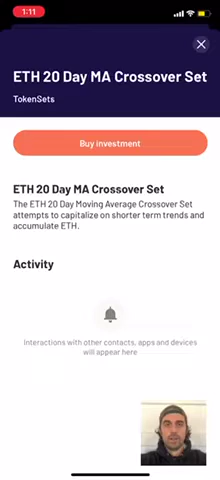 1:11
ETH 20 Day MA Crossover Set
TokenSets
Buy investment
ETH 20 Day MA Crossover Set
The ETH 20 Day Moving Average Crossover Set
attempts to capitalize on shorter term trends and
accumulate ETH.
Activity
Interactions with other contacts, apps and devices
will appear here